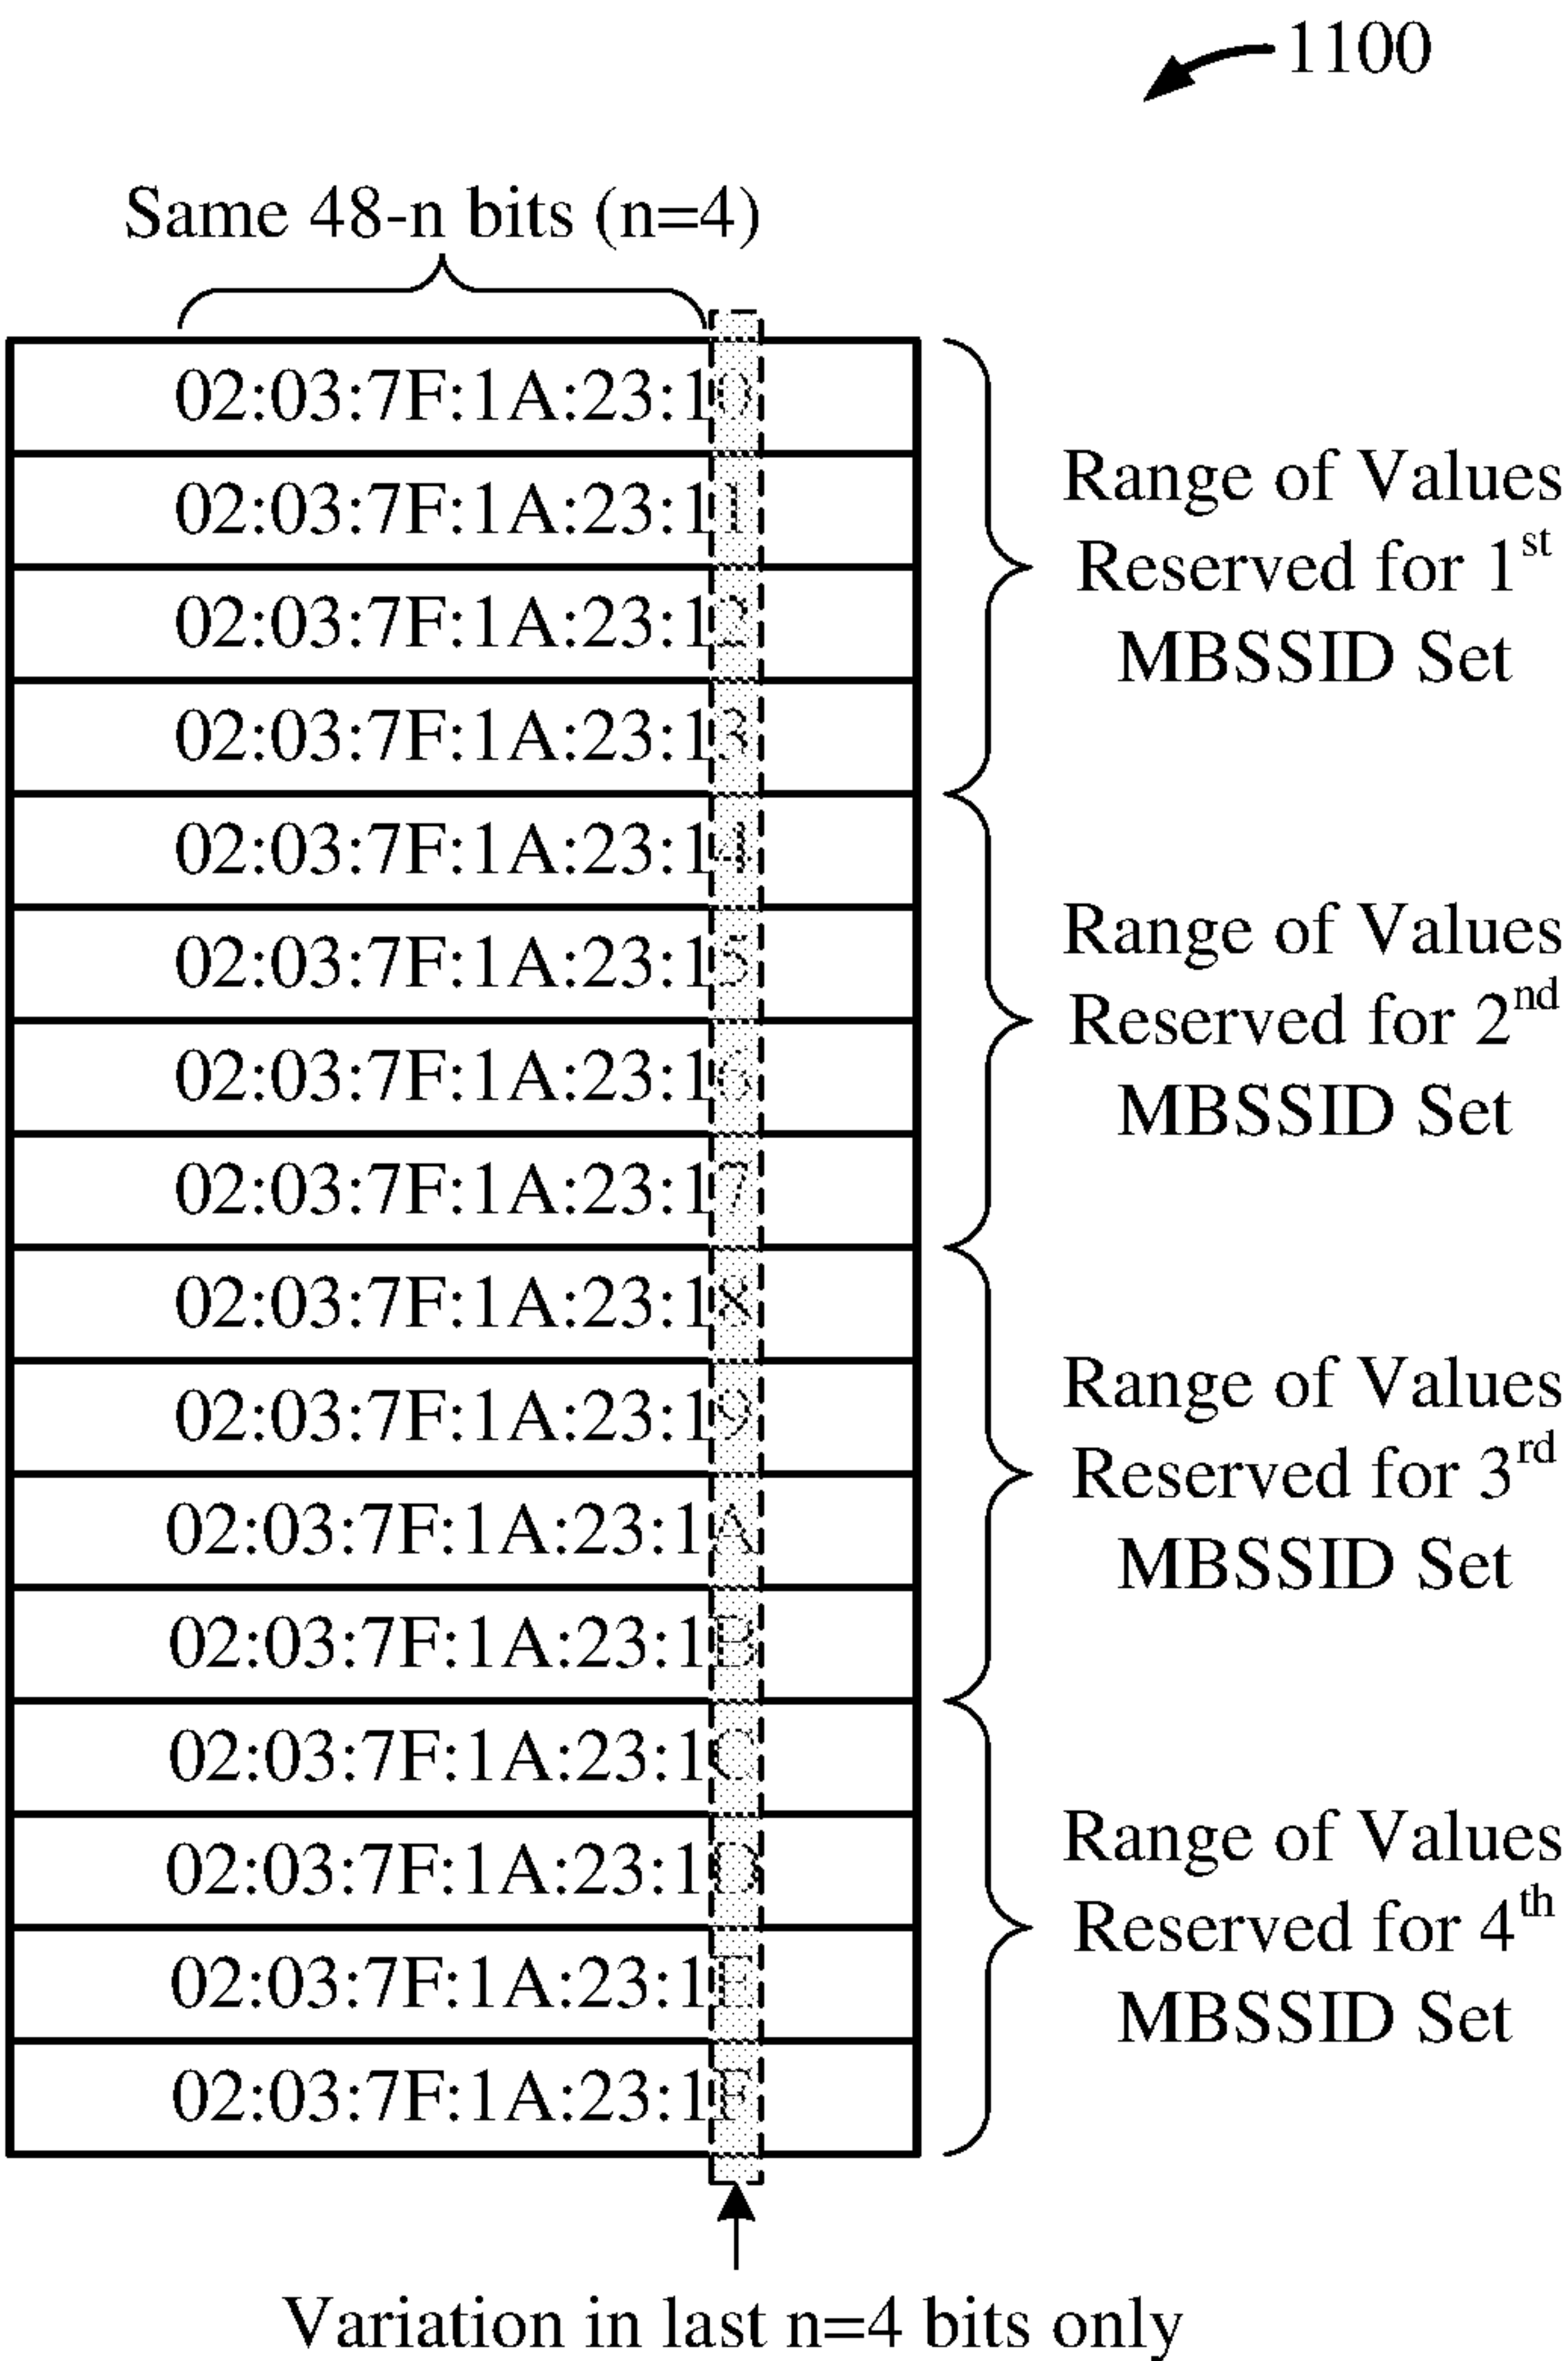 1100
Same 48-n bits (n=4)
02:03:7F:1A:23:10
02:03:7F:1A:23:11
02:03:7F:1A:23:12
02:03:7F:1A:23:13
Range of Values
Reserved for 1st
MBSSID Set
02:03:7F:1A:23:14
02:03:7F:1A:23:15
02:03:7F:1A:23:16
02:03:7F:1A:23:17
Range of Values
Reserved for 2nd
MBSSID Set
02:03:7F:1A:23:18
02:03:7F:1A:23:19
02:03:7F:1A:23:1A
02:03:7F:1A:23:1B
Range of Values
Reserved for 3rd
MBSSID Set
02:03:7F:1A:23:1C
02:03:7F:1A:23:1D
02:03:7F:1A:23:1E
02:03:7F:1A:23:1F
Range of Values
Reserved for 4th
MBSSID Set
Variation in last n=4 bits only